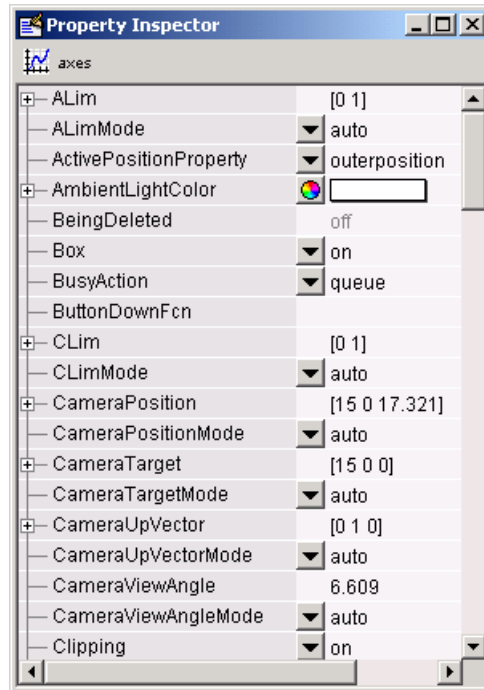 Property Inspector
axes
ALim [0 1]
ALimMode auto
ActivePositionProperty outerposition
AmbientLightColor
BeingDeleted off
Box on
BusyAction queue
ButtonDownFcn
CLim [0 1]
CLimMode auto
CameraPosition [15 0 17.321]
CameraPositionMode auto
CameraTarget [15 0 0]
CameraTargetMode auto
CameraUpVector [0 1 0]
CameraUpVectorMode auto
CameraViewAngle 6.609
CameraViewAngleMode auto
Clipping on